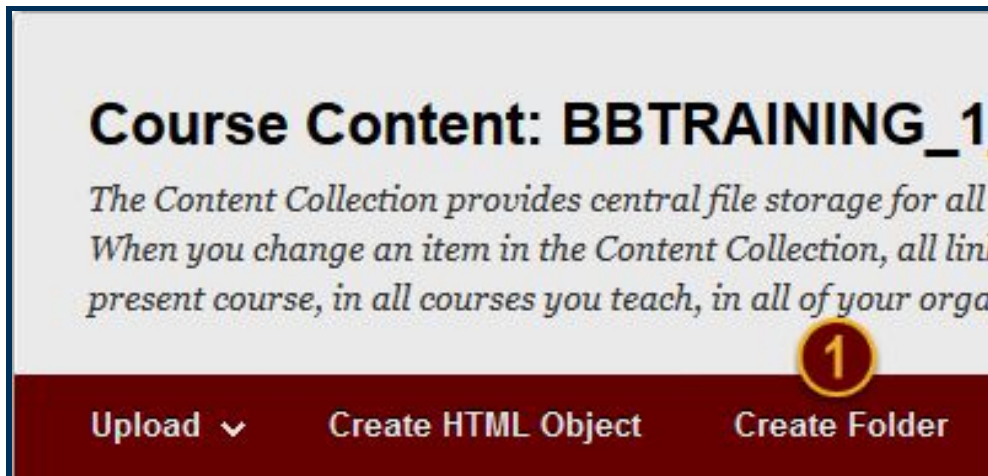 Course Content: BBTRAINING_1
The Content Collection provides central file storage for all
When you change an item in the Content Collection, all
present course, in all courses you teach, in all of your
1
Upload Create HTML Object Create Folder